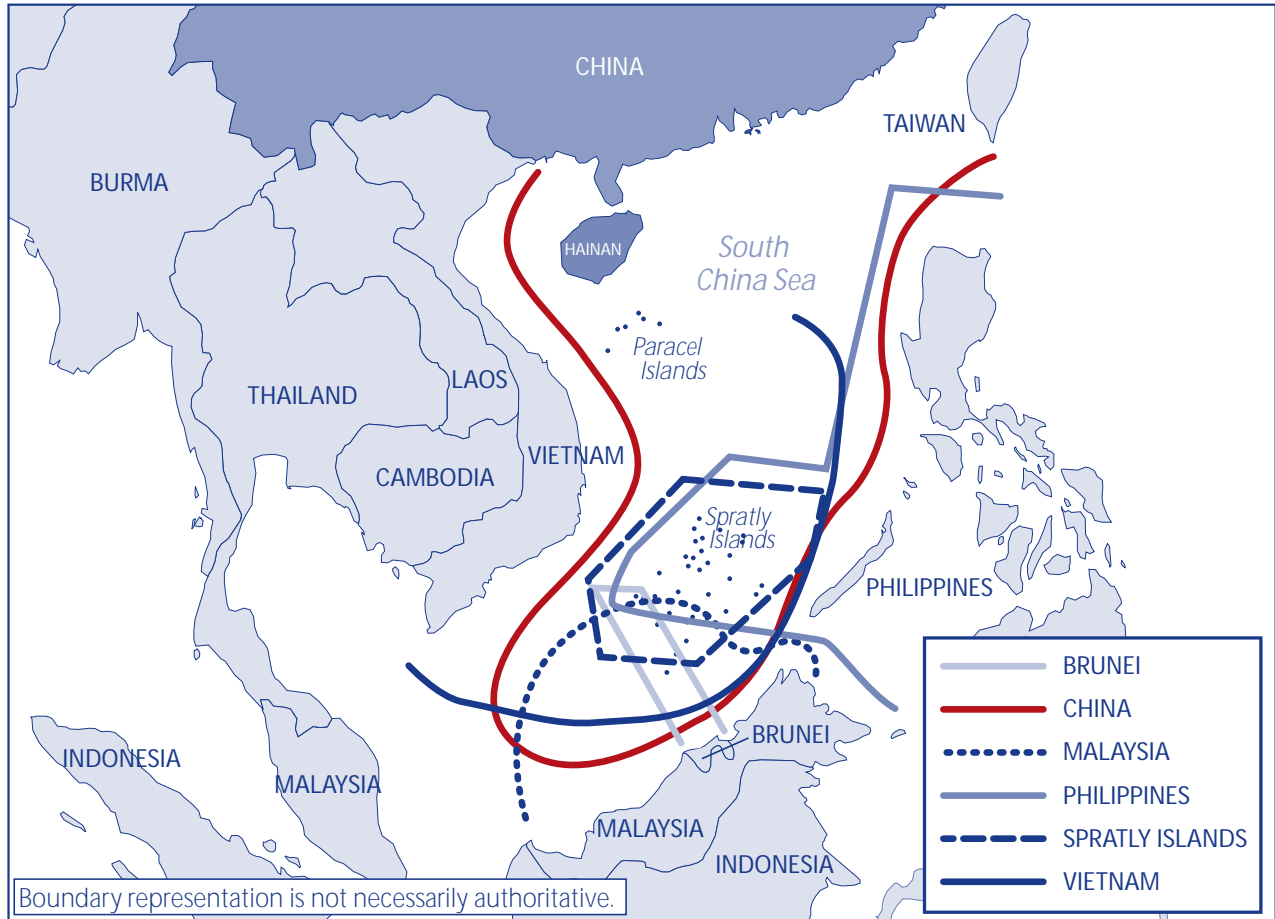 CHINA
TAIWAN
BURMA
HAINAN
South
China Sea
Paracel
Islands
LAOS
THAILAND
VIETNAM
CAMBODIA
Spratly
Islands
PHILIPPINES
BRUNEI
INDONESIA
MALAYSIA
MALAYSIA
INDONESIA
BRUNEI
CHINA
MALAYSIA
PHILIPPINES
SPRATLY ISLANDS
VIETNAM
Boundary representation is not necessarily authoritative.